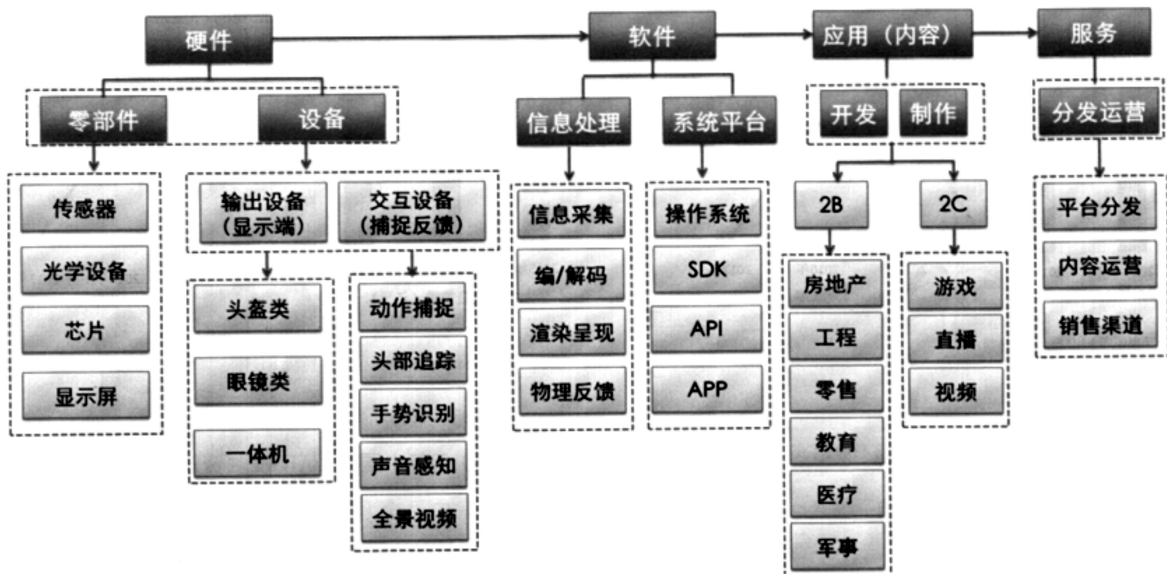 硬件
软件
应用（内容）
服务
零部件
设备
信息处理
系统平台
开发
制作
分发运营
传感器
光学设备
芯片
显示屏
输出设备
（显示端）
交互设备
（捕捉反馈）
头盔类
眼镜类
一体机
动作捕捉
头部追踪
手势识别
声音感知
全景视频
信息采集
编/解码
渲染呈现
物理反馈
操作系统
SDK
API
APP
2B
2C
房地产
工程
零售
教育
医疗
军事
游戏
直播
视频
平台分发
内容运营
销售渠道